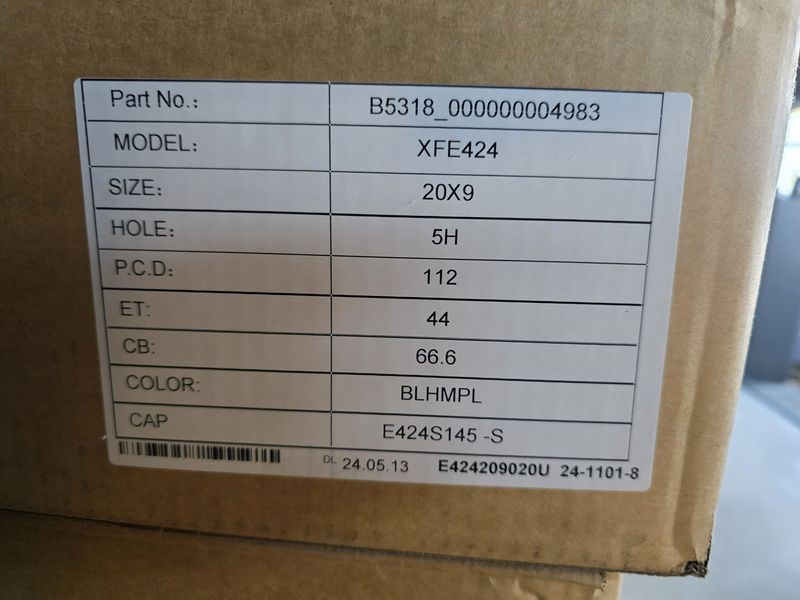 Part No.: B5318_000000004983
MODEL: XFE424
SIZE: 20X9
HOLE: 5H
P.C.D: 112
ET: 44
CB: 66.6
COLOR: BLHMPL
CAP E424S145 -S
DL 24.05.13 E424209020U 24-1101-8